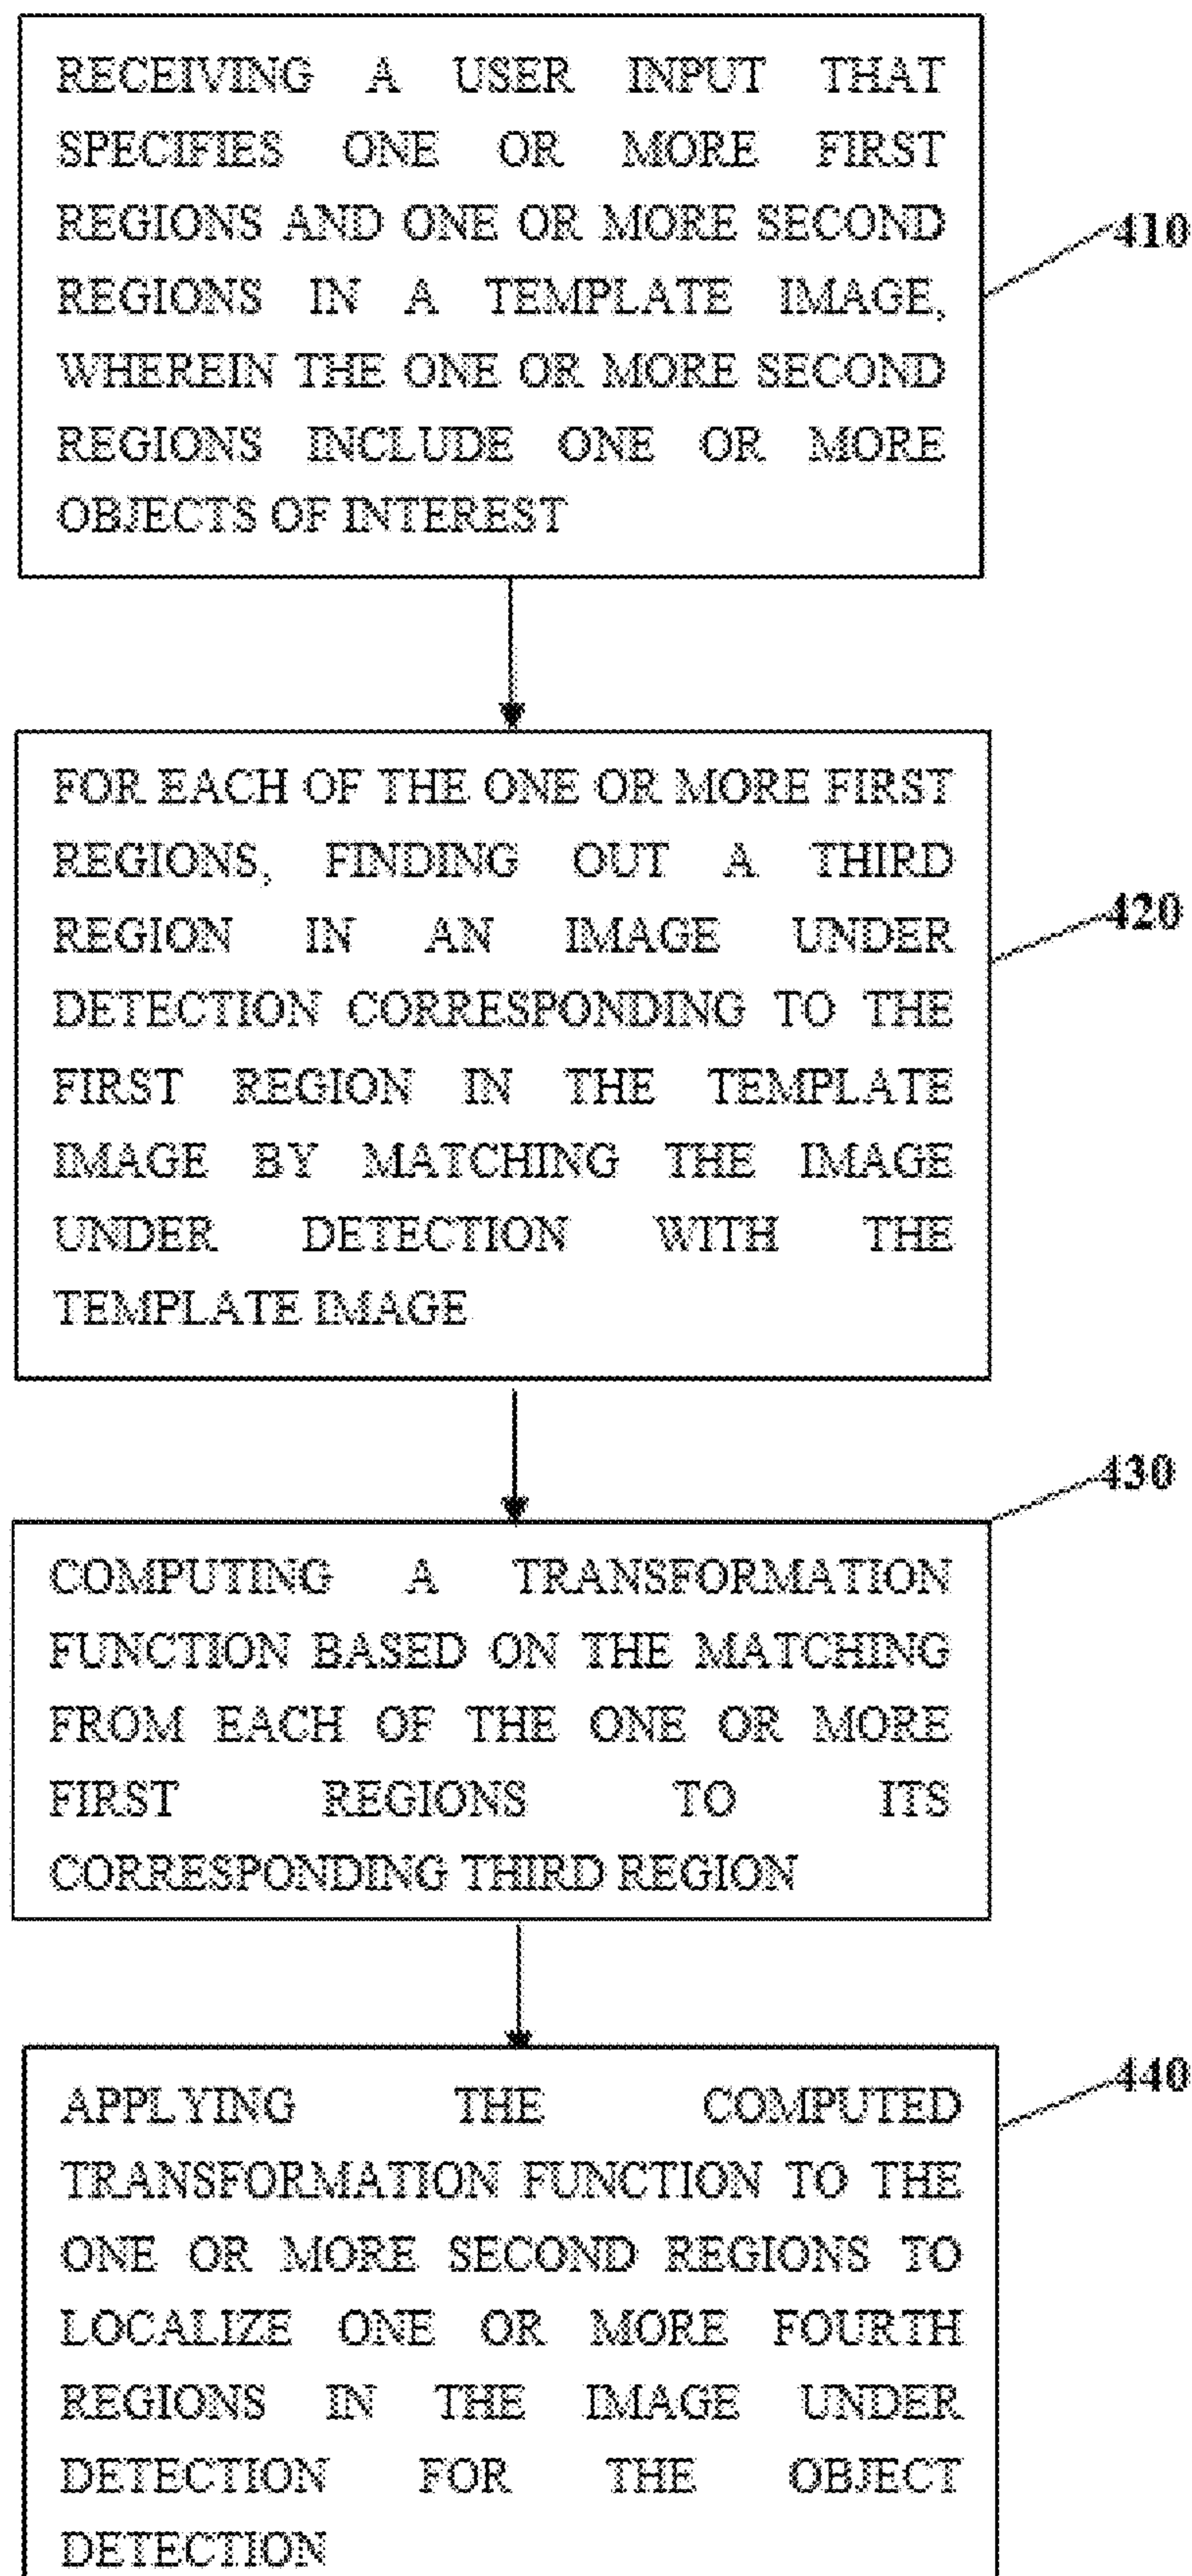 RECEIVING A USER INPUT THAT
SPECIFIES ONE OR MORE FIRST
REGIONS AND ONE OR MORE SECOND
REGIONS IN A TEMPLATE IMAGE,
WHEREIN THE ONE OR MORE SECOND
REGIONS INCLUDE ONE OR MORE
OBJECTS OF INTEREST
410
FOR EACH OF THE ONE OR MORE FIRST
REGIONS, FINDING OUT A THIRD
REGION IN AN IMAGE UNDER
DETECTION CORRESPONDING TO THE
FIRST REGION IN THE TEMPLATE
IMAGE BY MATCHING THE IMAGE
UNDER DETECTION WITH THE
TEMPLATE IMAGE
420
430
COMPUTING A TRANSFORMATION
FUNCTION BASED ON THE MATCHING
FROM EACH OF THE ONE OR MORE
FIRST REGIONS TO ITS
CORRESPONDING THIRD REGION
440
APPLYING THE COMPUTED
TRANSFORMATION FUNCTION TO THE
ONE OR MORE SECOND REGIONS TO
LOCALIZE ONE OR MORE FOURTH
REGIONS IN THE IMAGE UNDER
DETECTION FOR THE OBJECT
DETECTION